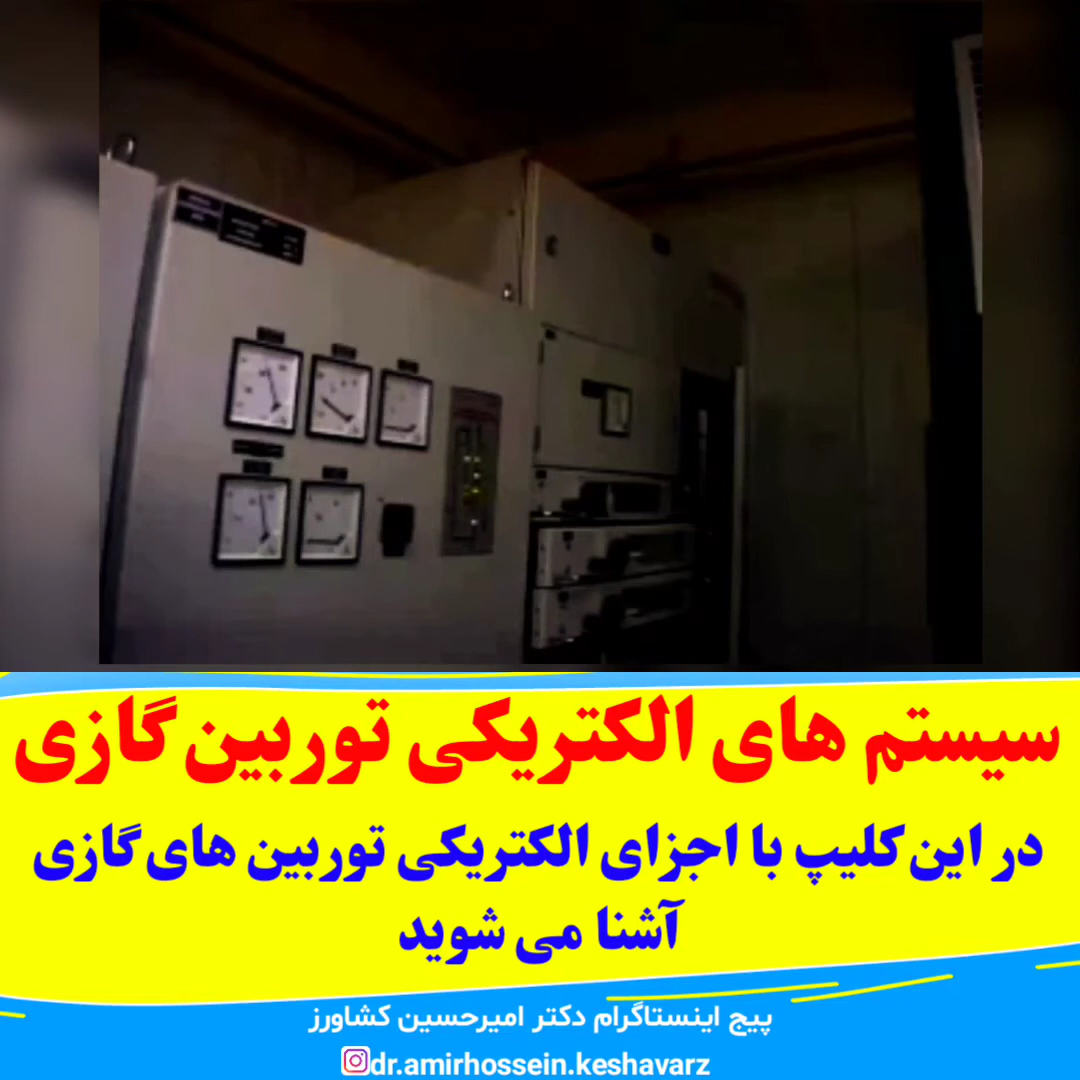 سیستم های الکتریکی توربین گازی
در این کلیپ با اجزای الکتریکی توربین های گازی
آشنا می شوید
پیج اینستاگرام دکتر امیرحسین کشاورز
dr.amirhossein.keshavarz